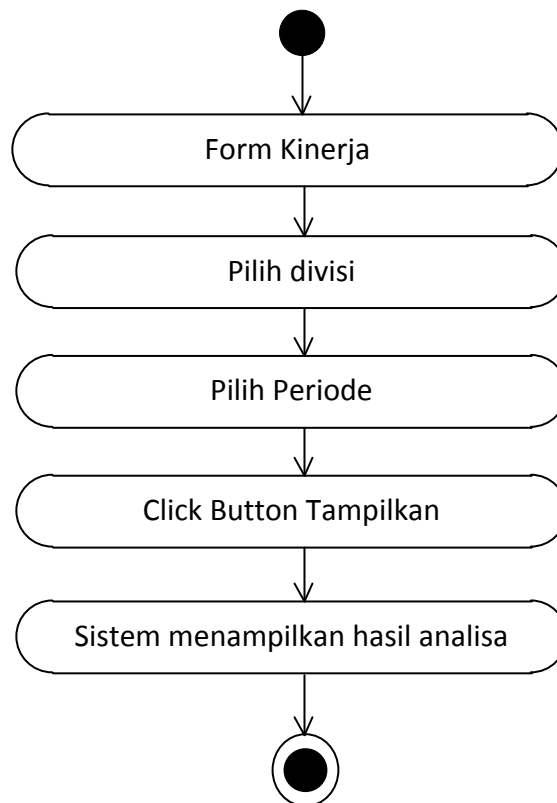 Form Kinerja
Pilih divisi
Pilih Periode
Click Button Tampilkan
Sistem menampilkan hasil analisa